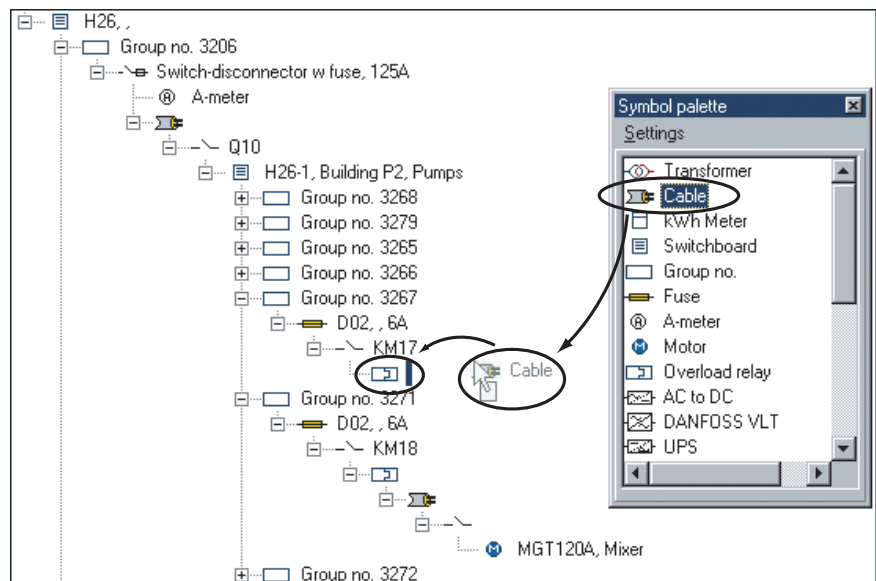 H26, ,
Group no. 3206
Switch-disconnector w fuse, 125A
A-meter
Q10
H26-1, Building P2, Pumps
Group no. 3268
Group no. 3279
Group no. 3265
Group no. 3266
Group no. 3267
D02, , 6A
KM17
Group no. 3271
D02, , 6A
KM18
MGT120A, Mixer
Group no. 3272
Cable
Symbol palette
Settings
Transformer
Cable
kWh Meter
Switchboard
Group no.
Fuse
A-meter
Motor
Overload relay
AC to DC
DANFOSS VLT
UPS